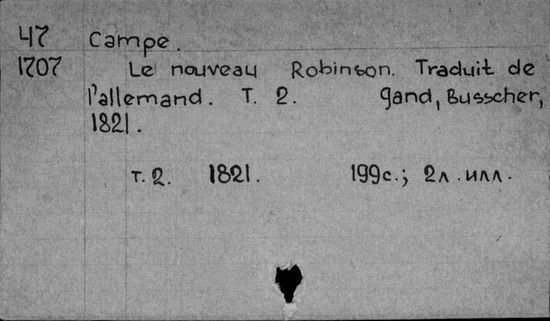 47 Campe.
1707 Le nouveau Robinson. Traduit de
l'allemand. T. 2. gand, Busscher,
1821.
т. 2. 1821. 199с.; 2л. илл.